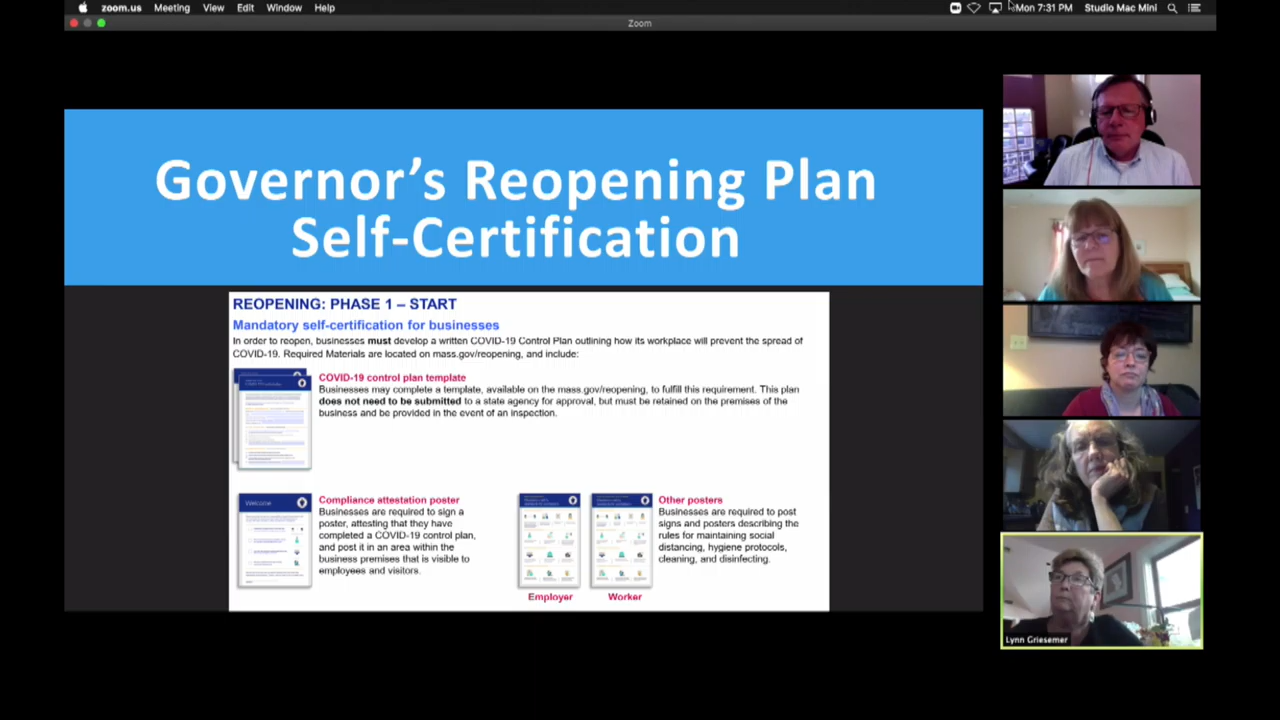 zoom.us Meeting View Edit Window Help
Mon 7:31 PM Studio Mac Mini
Zoom
Governor's Reopening Plan
Self-Certification
REOPENING: PHASE 1 – START
Mandatory self-certification for businesses
In order to reopen, businesses must develop a written COVID-19 Control Plan outlining how its workplace will prevent the spread of
COVID-19. Required Materials are located on mass.gov/reopening, and include:
COVID-19 control plan template
Businesses may complete a template, available on the mass.gov/reopening, to fulfill this requirement. This plan
does not need to be submitted to a state agency for approval, but must be retained on the premises of the
business and be provided in the event of an inspection.
Welcome
Compliance attestation poster
Businesses are required to sign a
poster, attesting that they have
completed a COVID-19 control plan,
and post it in an area within the
business premises that is visible to
employees and visitors.
Employer
Worker
Other posters
Businesses are required to post
signs and posters describing the
rules for maintaining social
distancing, hygiene protocols,
cleaning, and disinfecting.
Lynn Griesemer